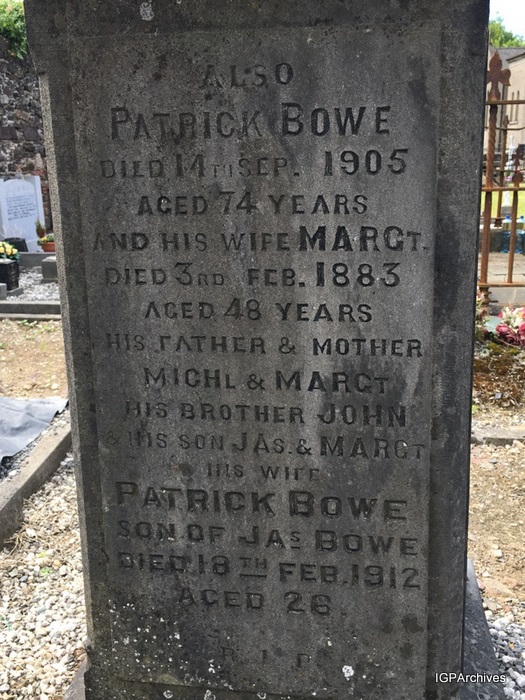 ALSO
PATRICK BOWE
DIED 14TH SEP. 1905
AGED 74 YEARS
AND HIS WIFE MARGT.
DIED 3RD FEB. 1883
AGED 48 YEARS
HIS FATHER & MOTHER
MICHL & MARGT
HIS BROTHER JOHN
& HIS SON JAS. & MARGT
HIS WIFE
PATRICK BOWE
SON OF JAS BOWE
DIED 18TH FEB. 1912
AGED 26.
R I P
IGPArchives